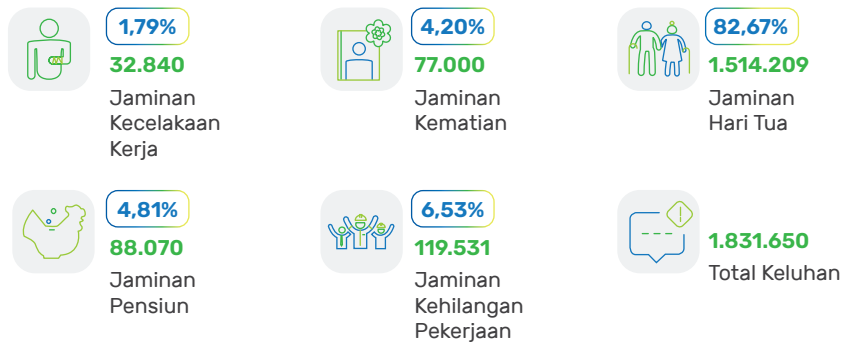 1,79%
32.840
Jaminan
Kecelakaan
Kerja
4,20%
77.000
Jaminan
Kematian
82,67%
1.514.209
Jaminan
Hari Tua
4,81%
88.070
Jaminan
Pensiun
6,53%
119.531
Jaminan
Kehilangan
Pekerjaan
1.831.650
Total Keluhan